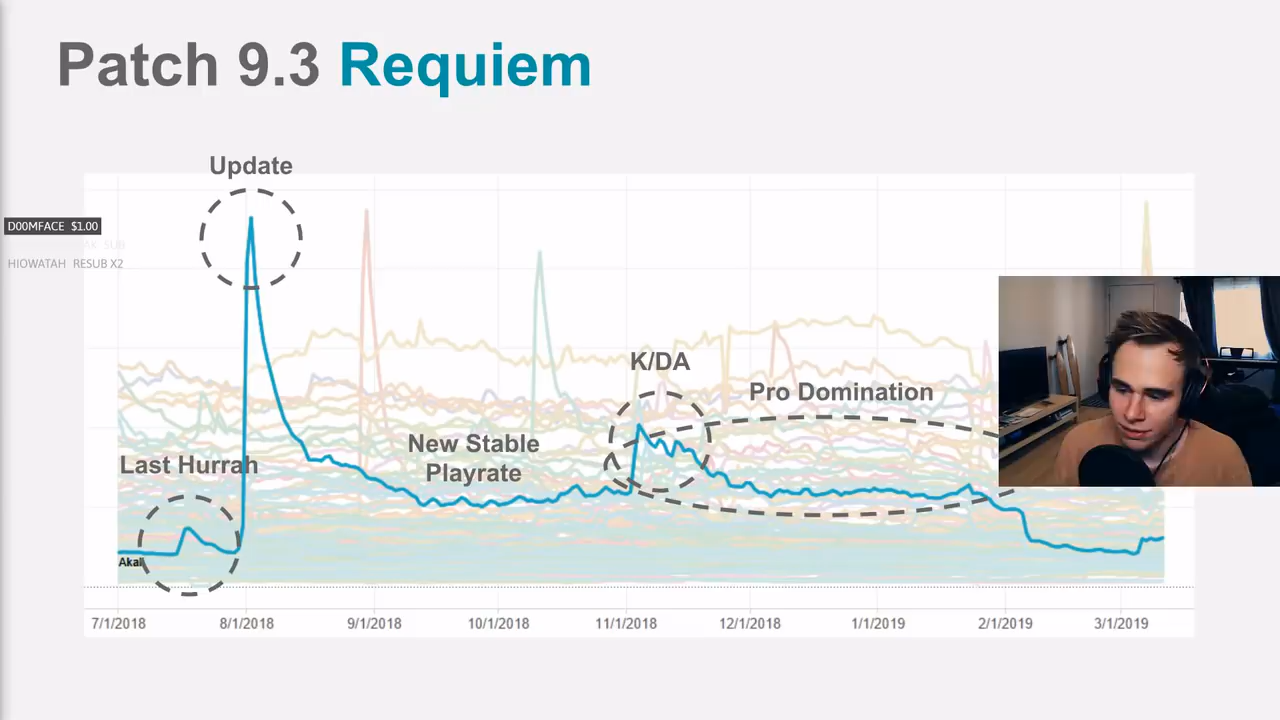 Patch 9.3 Requiem
Update
D00MFACE $1.00
HIOWATAH RESUB X2
K/DA
Pro Domination
New Stable
Playrate
Last Hurrah
Akali
7/1/2018 8/1/2018 9/1/2018 10/1/2018 11/1/2018 12/1/2018 1/1/2019 2/1/2019 3/1/2019